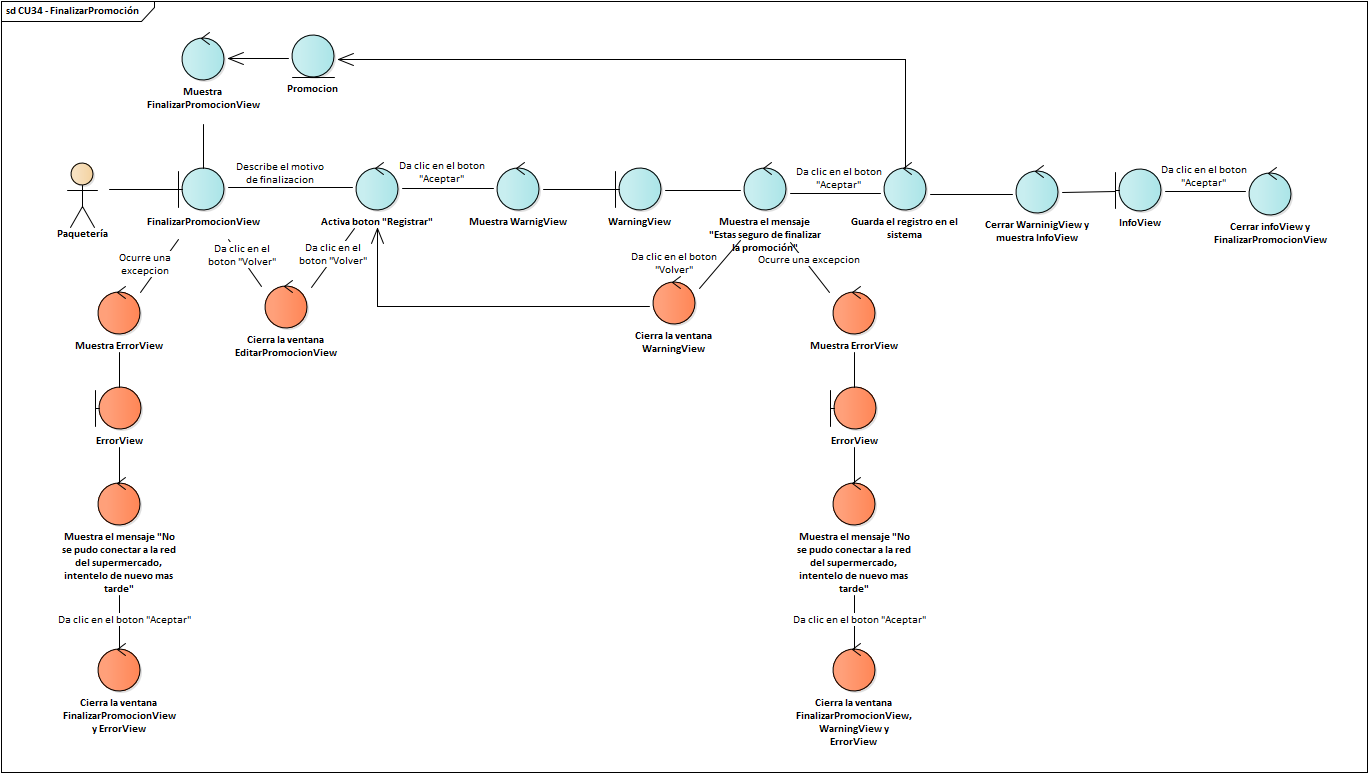 sd CU34 - FinalizarPromoción
Muestra
FinalizarPromocionView
Promocion
Paquetería
FinalizarPromocionView
Describe el motivo
de finalizacion
Activa boton "Registrar"
Da clic en el boton
"Aceptar"
Muestra WarnigView
WarningView
Muestra el mensaje
"Estas seguro de finalizar
la promoción"
Da clic en el boton
"Aceptar"
Guarda el registro en el
sistema
Cerrar WarninigView y
muestra InfoView
InfoView
Da clic en el boton
"Aceptar"
Cerrar infoView y
FinalizarPromocionView
Ocurre una
excepcion
Da clic en el
boton "Volver"
Da clic en el
boton "Volver"
Da clic en el boton
"Volver"
Ocurre una excepcion
Muestra ErrorView
Cierra la ventana
EditarPromocionView
Cierra la ventana
WarningView
Muestra ErrorView
ErrorView
ErrorView
Muestra el mensaje "No
se pudo conectar a la red
del supermercado,
intentelo de nuevo mas
tarde"
Muestra el mensaje "No
se pudo conectar a la red
del supermercado,
intentelo de nuevo mas
tarde"
Da clic en el boton "Aceptar"
Da clic en el boton "Aceptar"
Cierra la ventana
FinalizarPromocionView
y ErrorView
Cierra la ventana
FinalizarPromocionView,
WarningView y
ErrorView